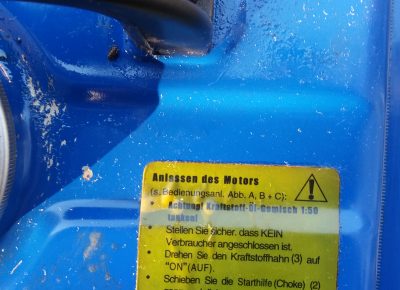 Anlassen des Motors
(s. Bedienungsanl. Abb. A, B + C):
• Achtung! Kraftstoff-Öl-Gemisch 1:50
tanken!
• Stellen Sie sicher, dass KEIN
Verbraucher angeschlossen ist.
• Drehen Sie den Kraftstoffhahn (3) auf
"ON" (AUF).
• Schieben Sie die Starthilfe (Choke) (2)